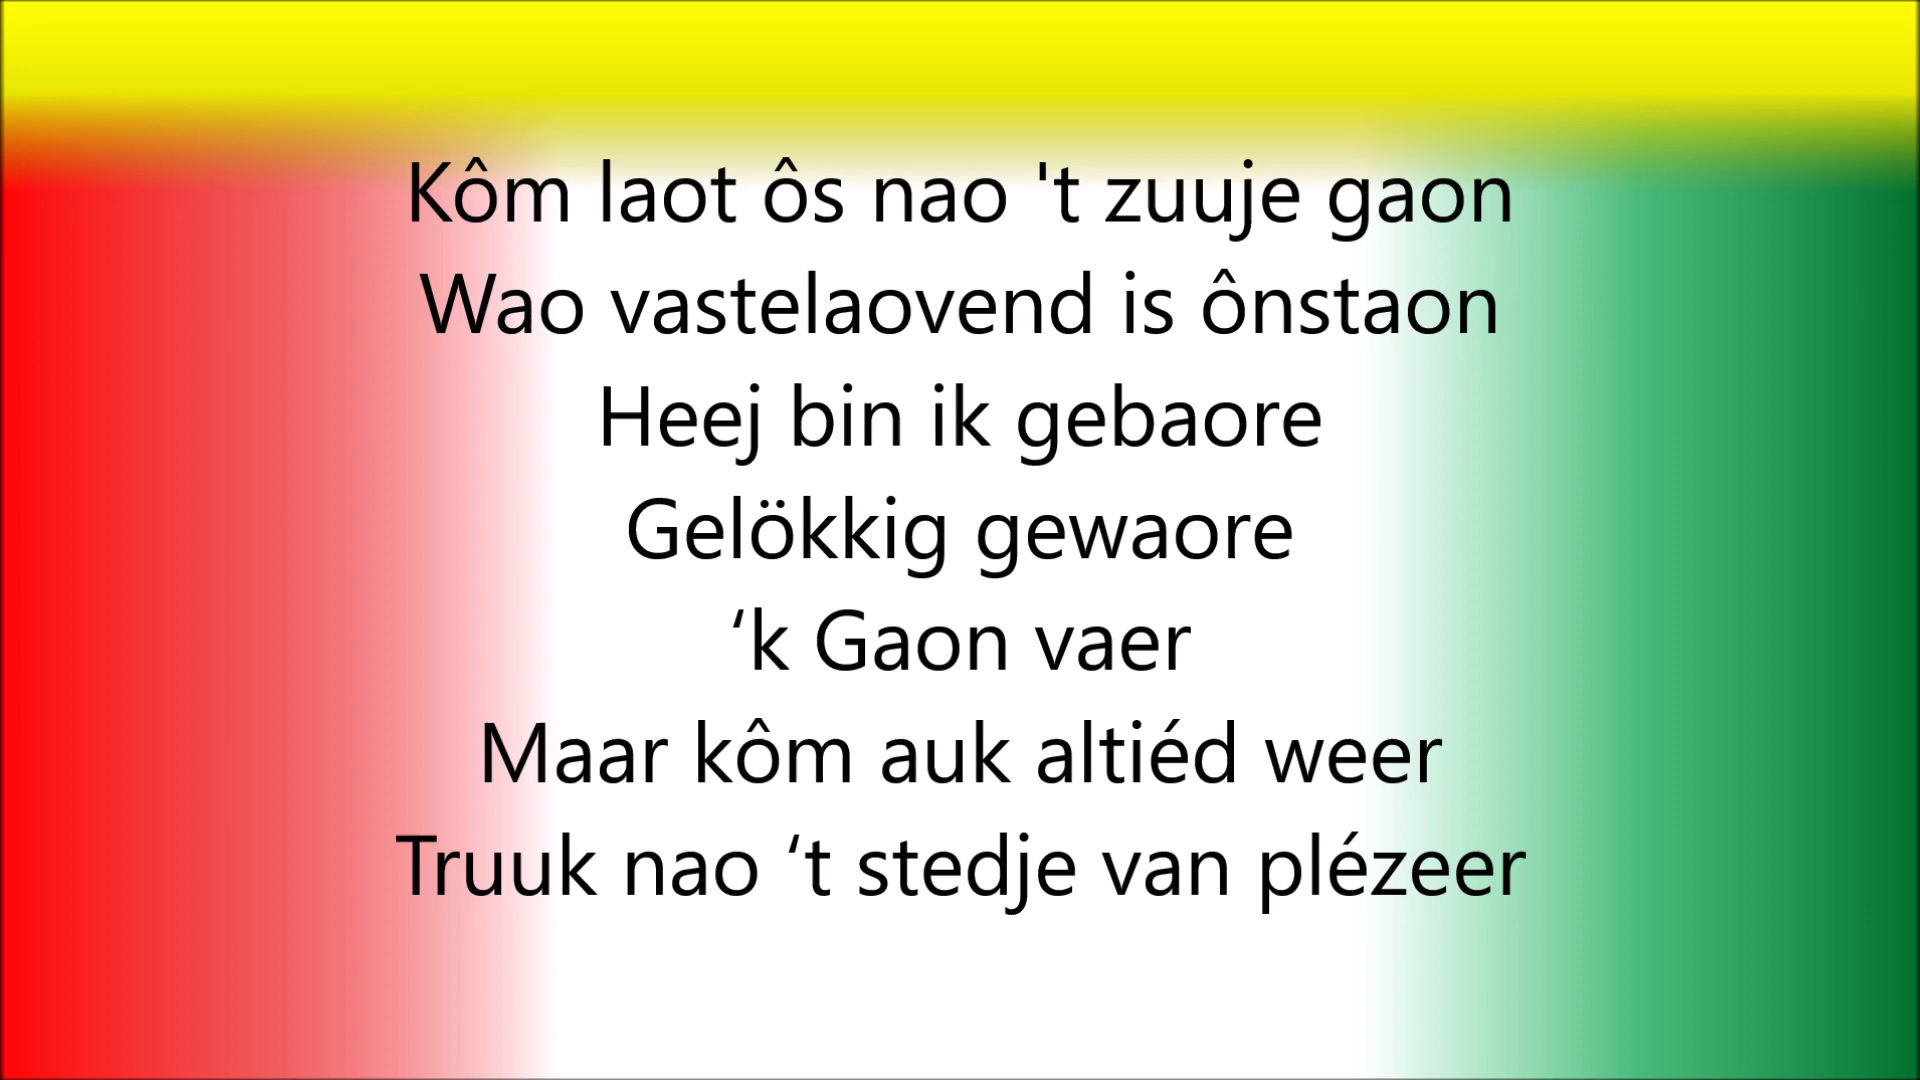 Kôm laot ôs nao 't zuuje gaon
Wao vastelaovend is ônstaon
Heej bin ik gebaore
Gelökkig gewaore
‘k Gaon vaer
Maar kôm auk altiéd weer
Truuk nao ‘t stedje van plézeer